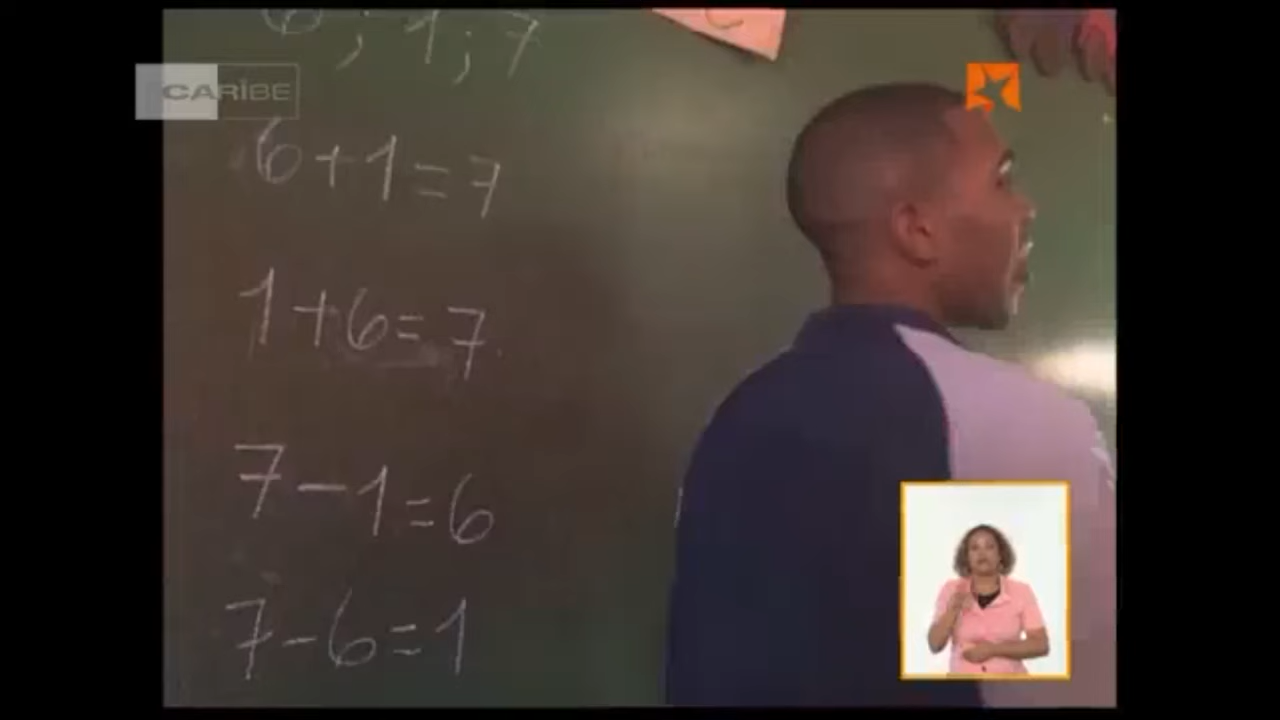 6 ; 1 ; 7
CARIBE
6 + 1 = 7
1 + 6 = 7
7 - 1 = 6
7 - 6 = 1